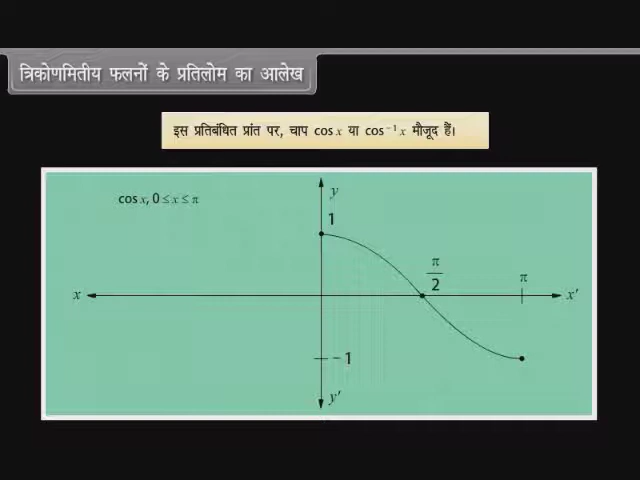 त्रिकोणमितीय फलनों के प्रतिलोम का आलेख
इस प्रतिबंधित प्रांत पर, चाप cos x या cos⁻¹ x मौजूद हैं।
cos x, 0 ≤ x ≤ π
y
1
π
2
π
x
x'
-1
y'